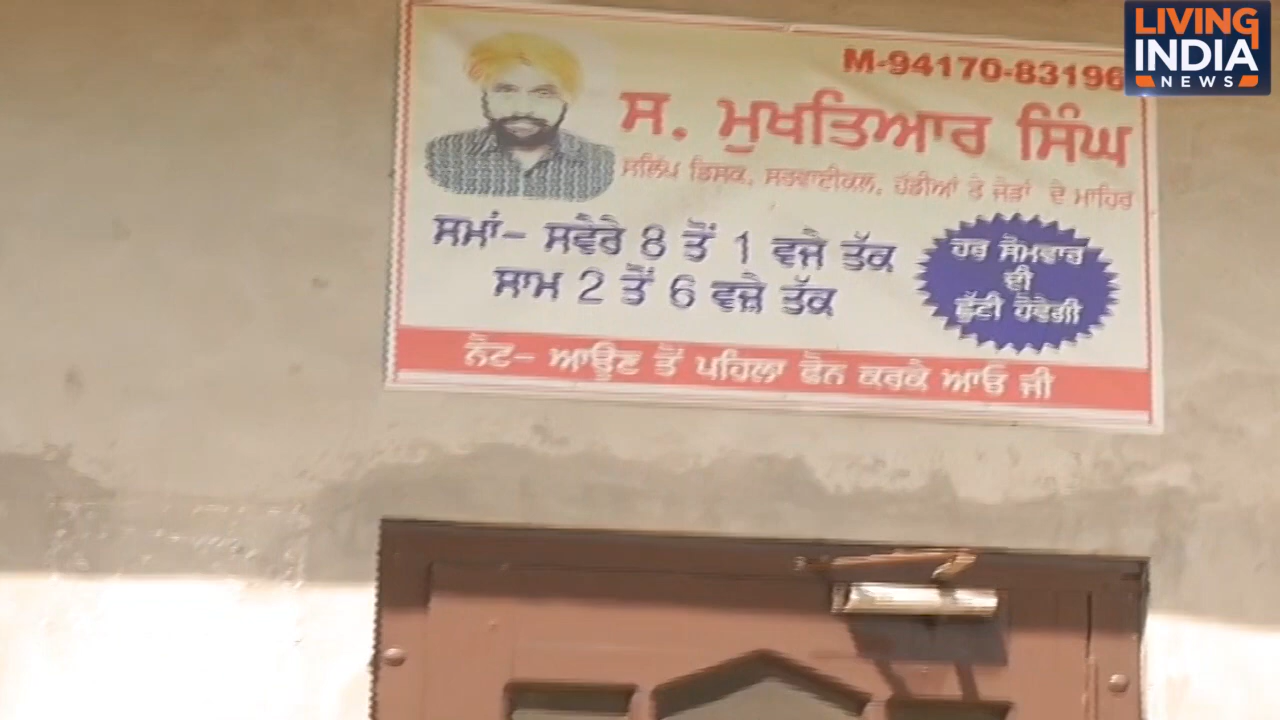 LIVING
INDIA
NEWS
M-94170-83196
ਸ. ਮੁਖਤਿਆਰ ਸਿੰਘ
ਸਲਿੱਪ ਡਿਸਕ, ਸਰਵਾਈਕਲ, ਹੱਡੀਆਂ ਤੇ ਜੋੜਾਂ ਦੇ ਮਾਹਿਰ
ਸਮਾਂ- ਸਵੇਰੇ 8 ਤੋਂ 1 ਵਜੇ ਤੱਕ
ਸਾਮ 2 ਤੋਂ 6 ਵਜੇ ਤੱਕ
ਹਰ ਸੋਮਵਾਰ
ਦੀ
ਛੁੱਟੀ ਹੋਵੇਗੀ
ਨੋਟ- ਆਉਣ ਤੋਂ ਪਹਿਲਾ ਫੋਨ ਕਰਕੇ ਆਓ ਜੀ